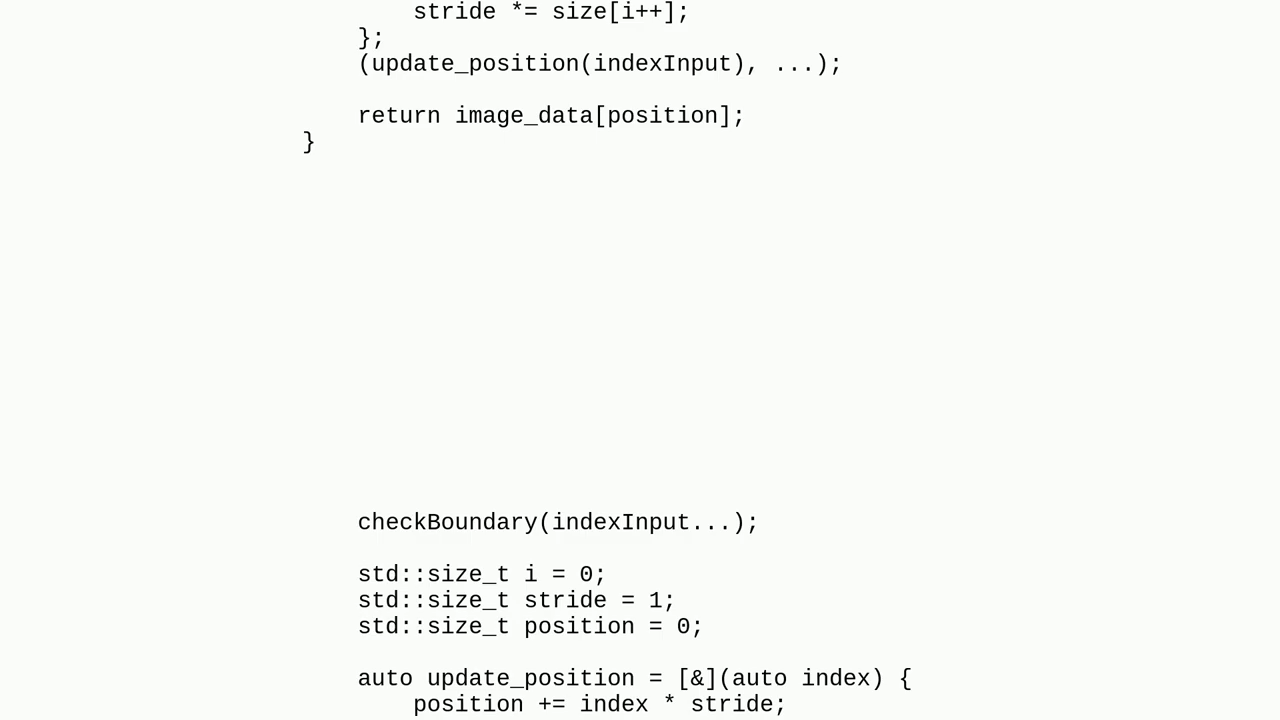 stride *= size[i++];
};
(update_position(indexInput), ...);
return image_data[position];
}
checkBoundary(indexInput...);
std::size_t i = 0;
std::size_t stride = 1;
std::size_t position = 0;
auto update_position = [&](auto index) {
position += index * stride;